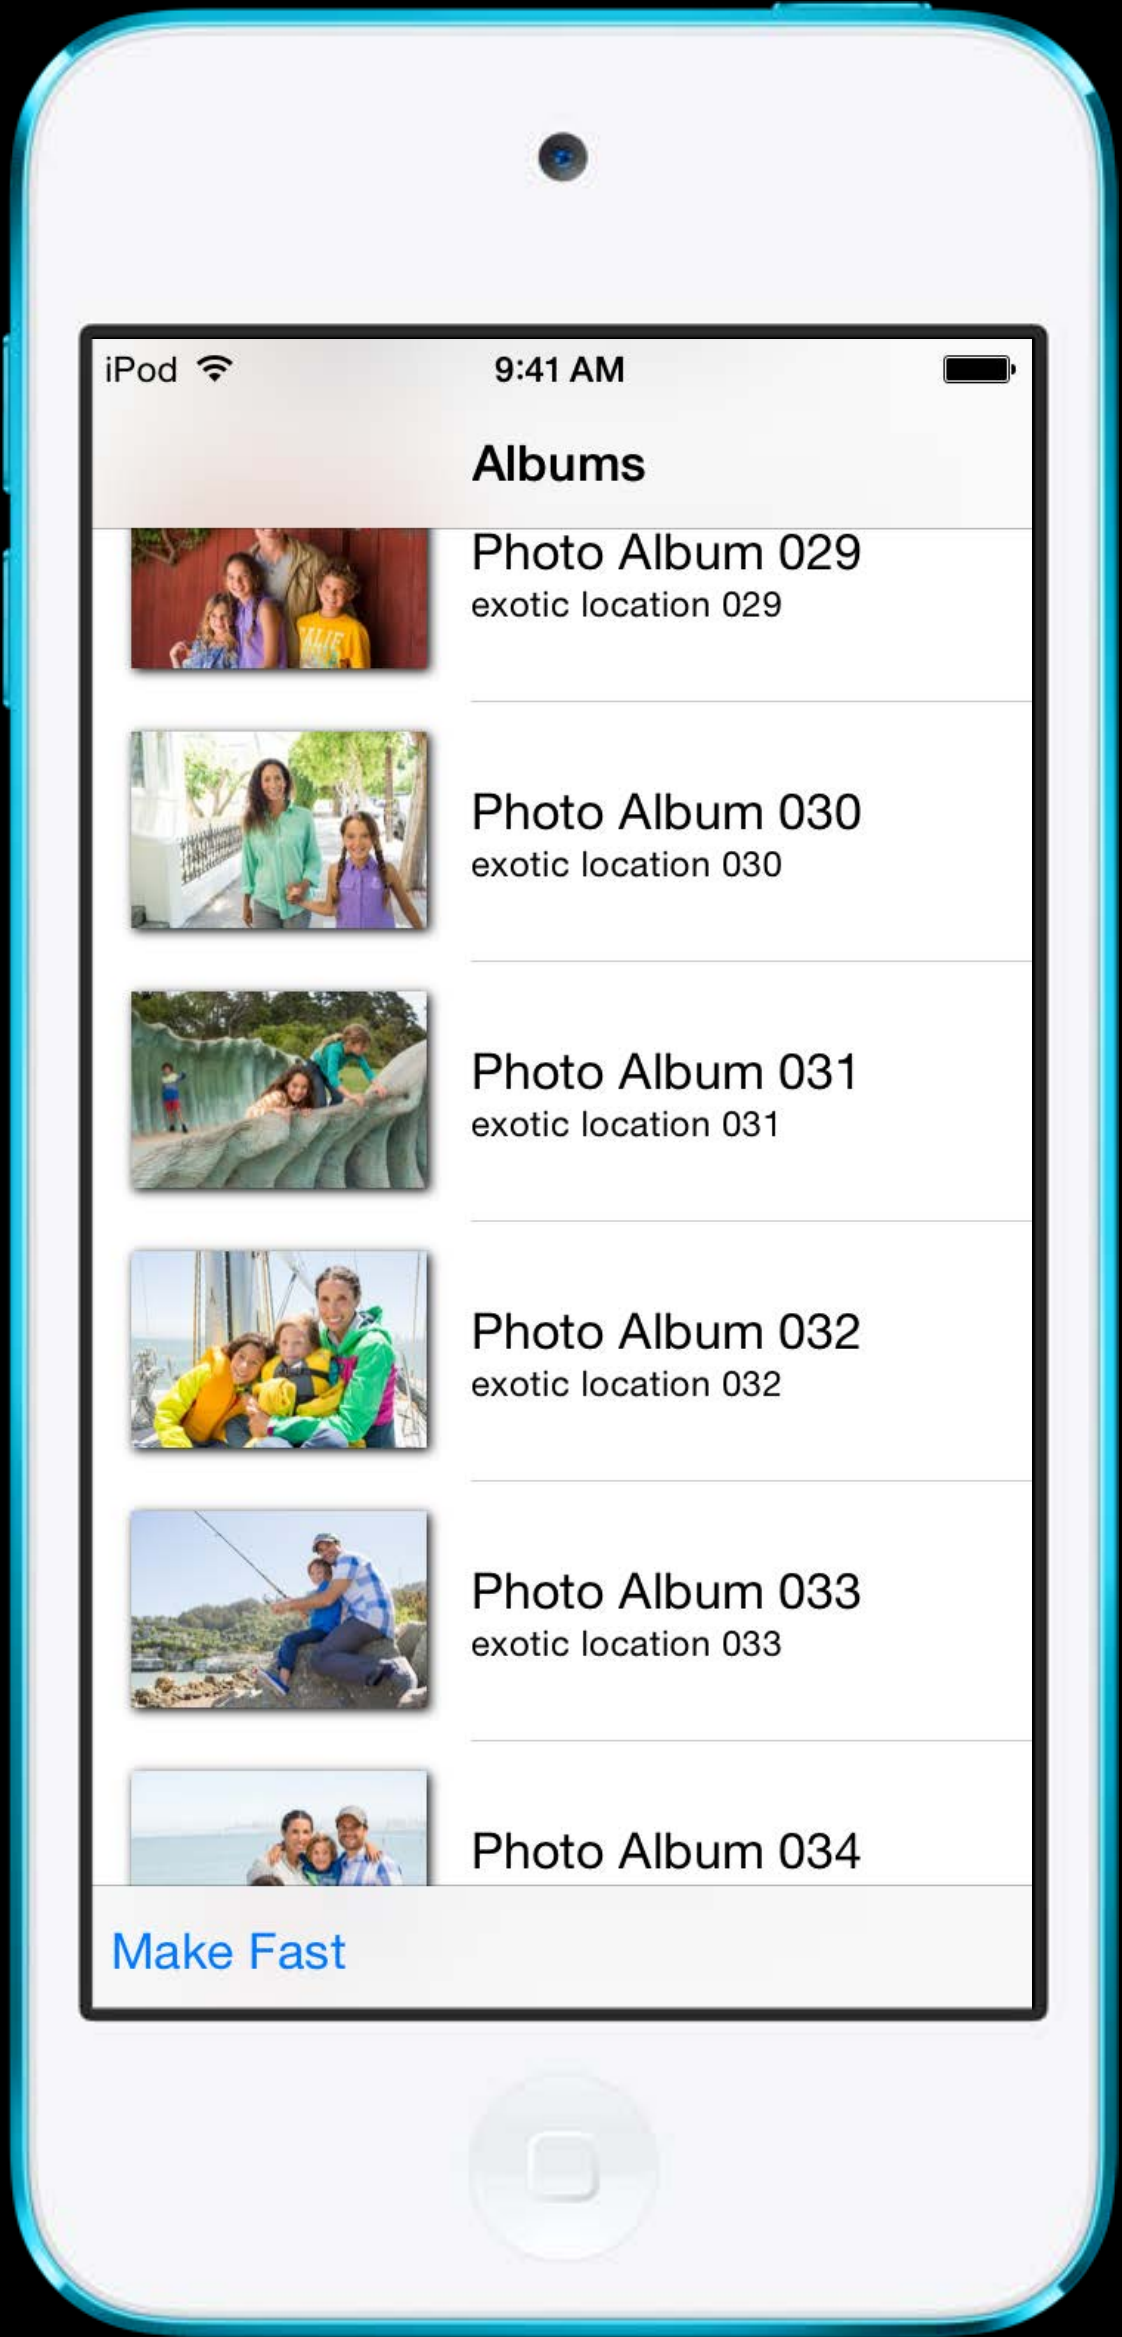 iPod
9:41 AM
Albums
Photo Album 029
exotic location 029
CALIF
Photo Album 030
exotic location 030
Photo Album 031
exotic location 031
Photo Album 032
exotic location 032
Photo Album 033
exotic location 033
Photo Album 034
Make Fast